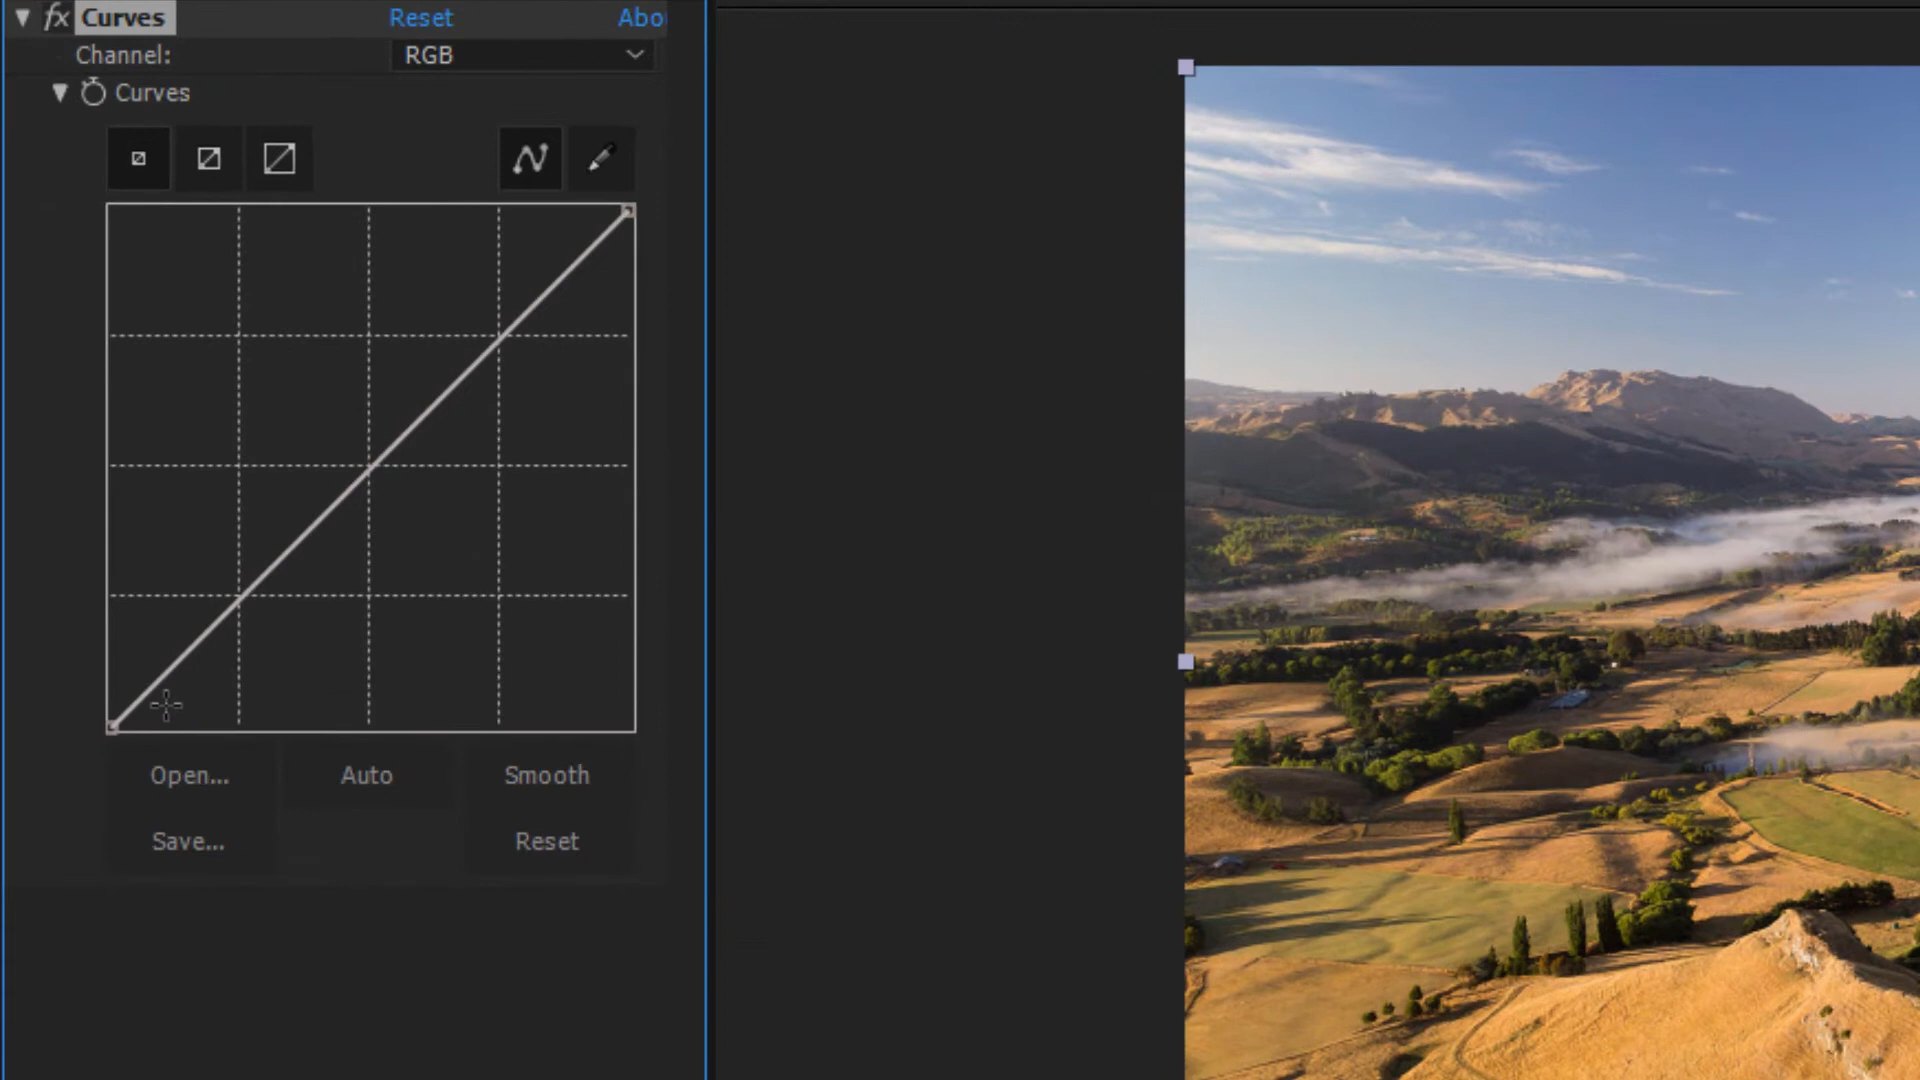 fx Curves Reset Abo
Channel: RGB
Curves
Open... Auto Smooth
Save... Reset